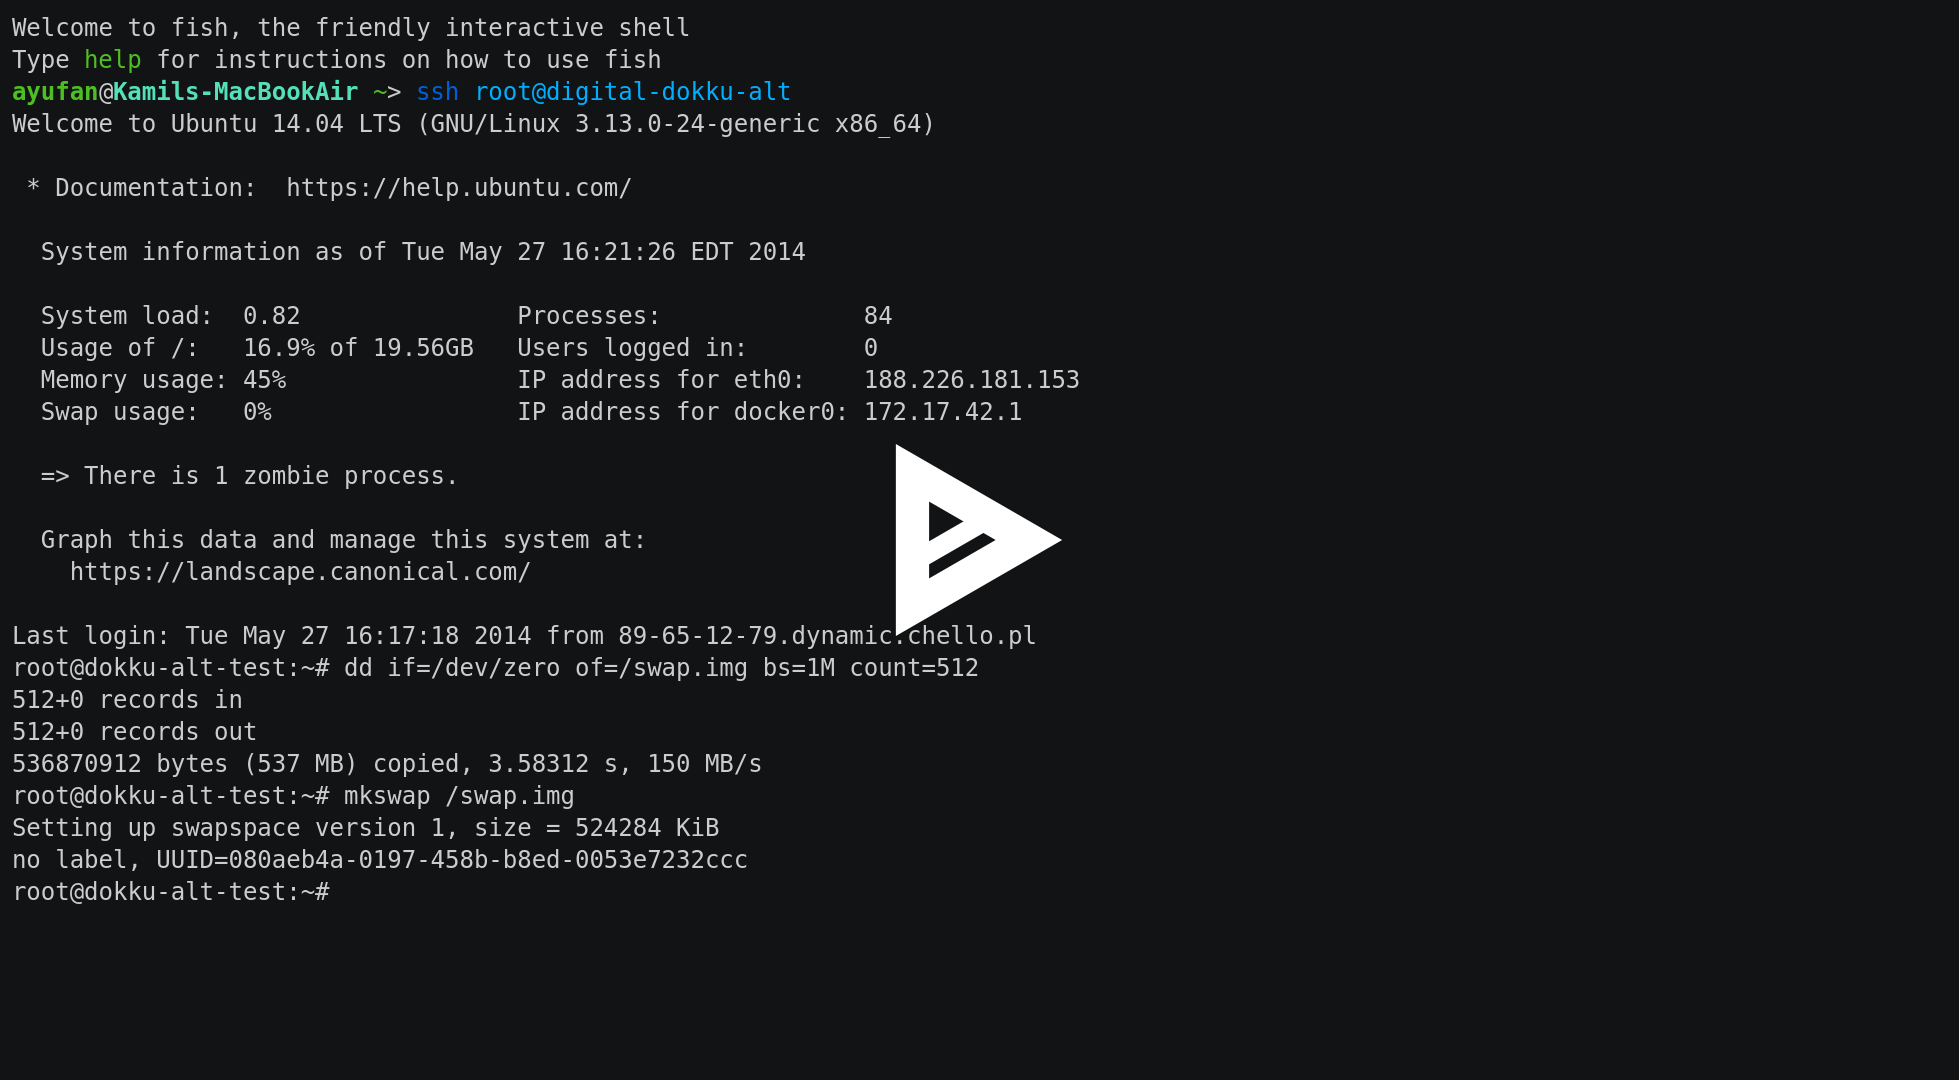 Welcome to fish, the friendly interactive shell
Type help for instructions on how to use fish
ayufan@Kamils-MacBookAir ~> ssh root@digital-dokku-alt
Welcome to Ubuntu 14.04 LTS (GNU/Linux 3.13.0-24-generic x86_64)

 * Documentation:  https://help.ubuntu.com/

  System information as of Tue May 27 16:21:26 EDT 2014

  System load:  0.82               Processes:              84
  Usage of /:   16.9% of 19.56GB   Users logged in:        0
  Memory usage: 45%                IP address for eth0:    188.226.181.153
  Swap usage:   0%                 IP address for docker0: 172.17.42.1

  => There is 1 zombie process.

  Graph this data and manage this system at:
    https://landscape.canonical.com/

Last login: Tue May 27 16:17:18 2014 from 89-65-12-79.dynamic.chello.pl
root@dokku-alt-test:~# dd if=/dev/zero of=/swap.img bs=1M count=512
512+0 records in
512+0 records out
536870912 bytes (537 MB) copied, 3.58312 s, 150 MB/s
root@dokku-alt-test:~# mkswap /swap.img
Setting up swapspace version 1, size = 524284 KiB
no label, UUID=080aeb4a-0197-458b-b8ed-0053e7232ccc
root@dokku-alt-test:~#